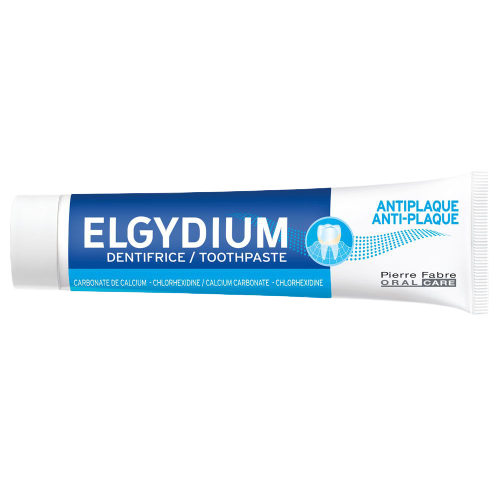 ELGYDIUM
DENTIFRICE / TOOTHPASTE
CARBONATE DE CALCIUM - CHLORHEXIDINE / CALCIUM CARBONATE - CHLORHEXIDINE
ANTIPLAQUE
ANTI-PLAQUE
Pierre Fabre
ORAL CARE